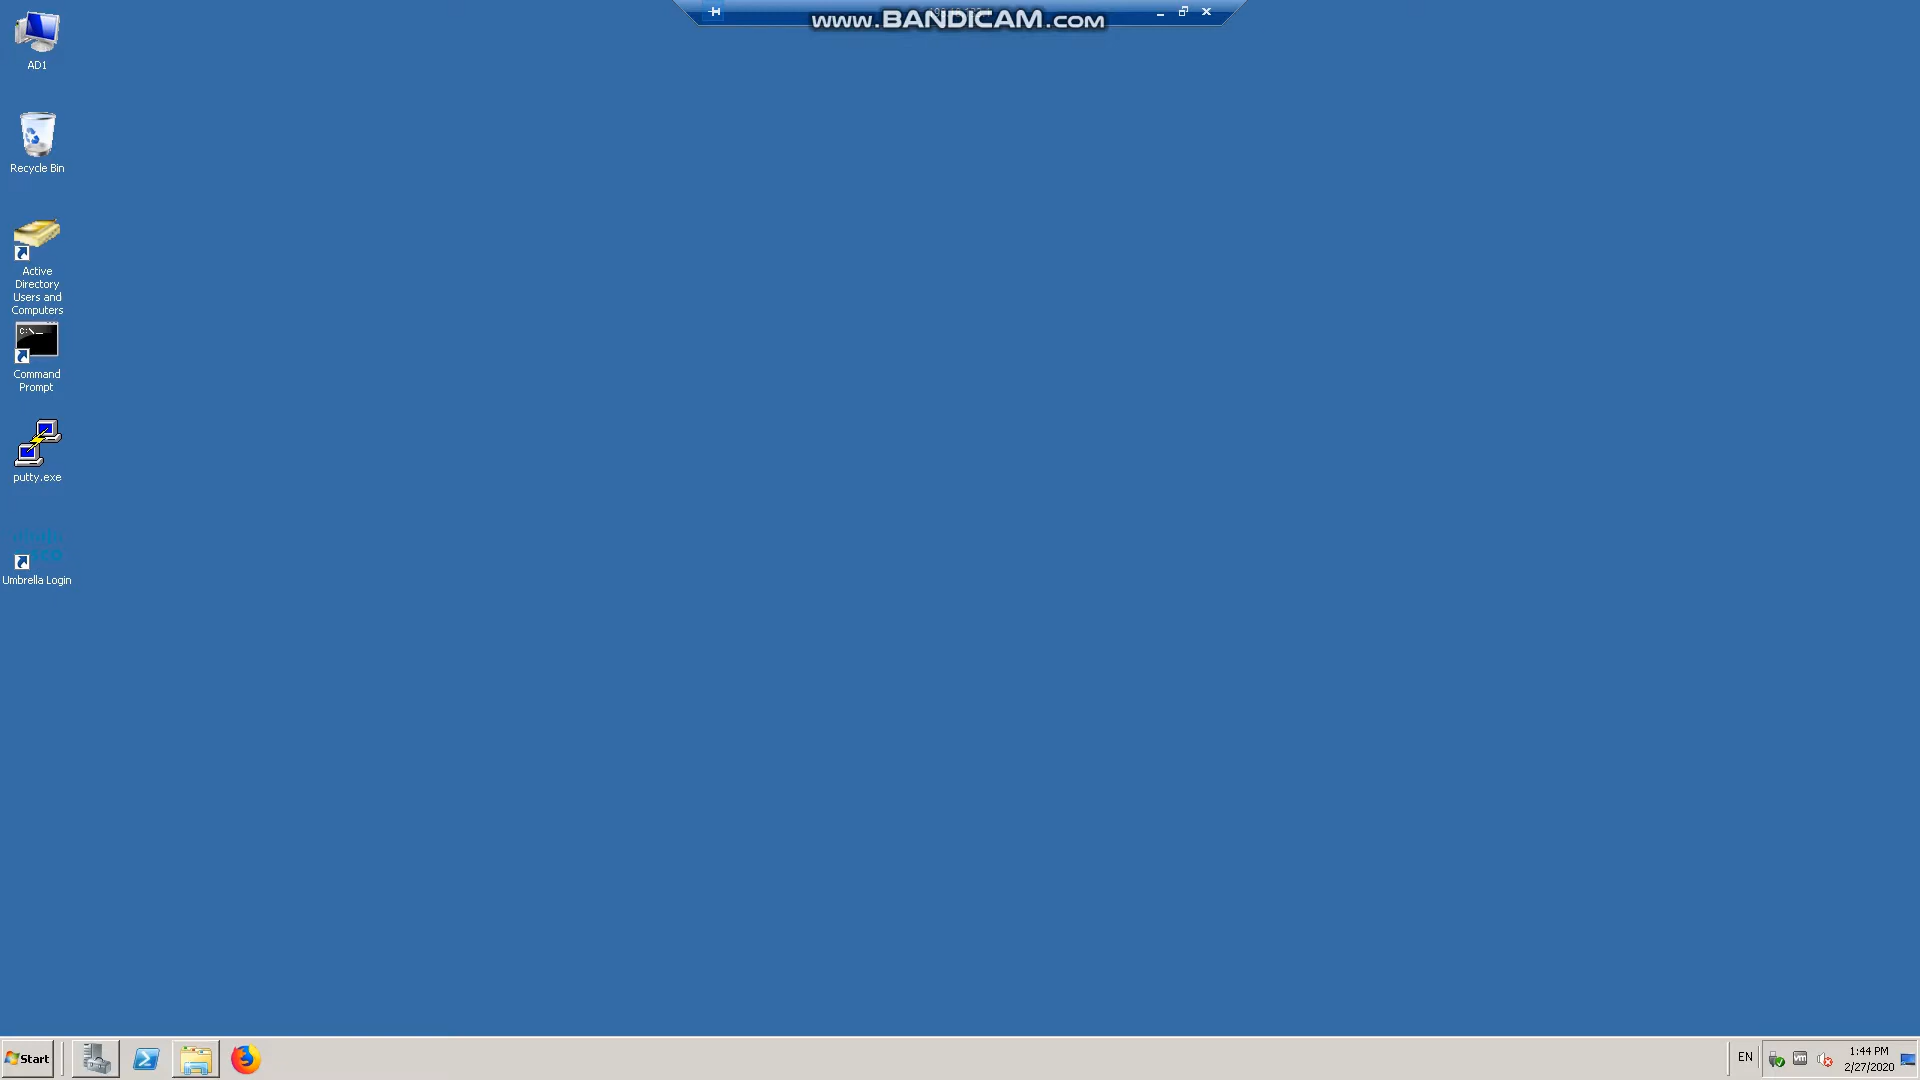 www.BANDICAM.com
AD1
Recycle Bin
Active
Directory
Users and
Computers
C:\_
Command
Prompt
putty.exe
Umbrella Login
Start
EN
1:44 PM
2/27/2020